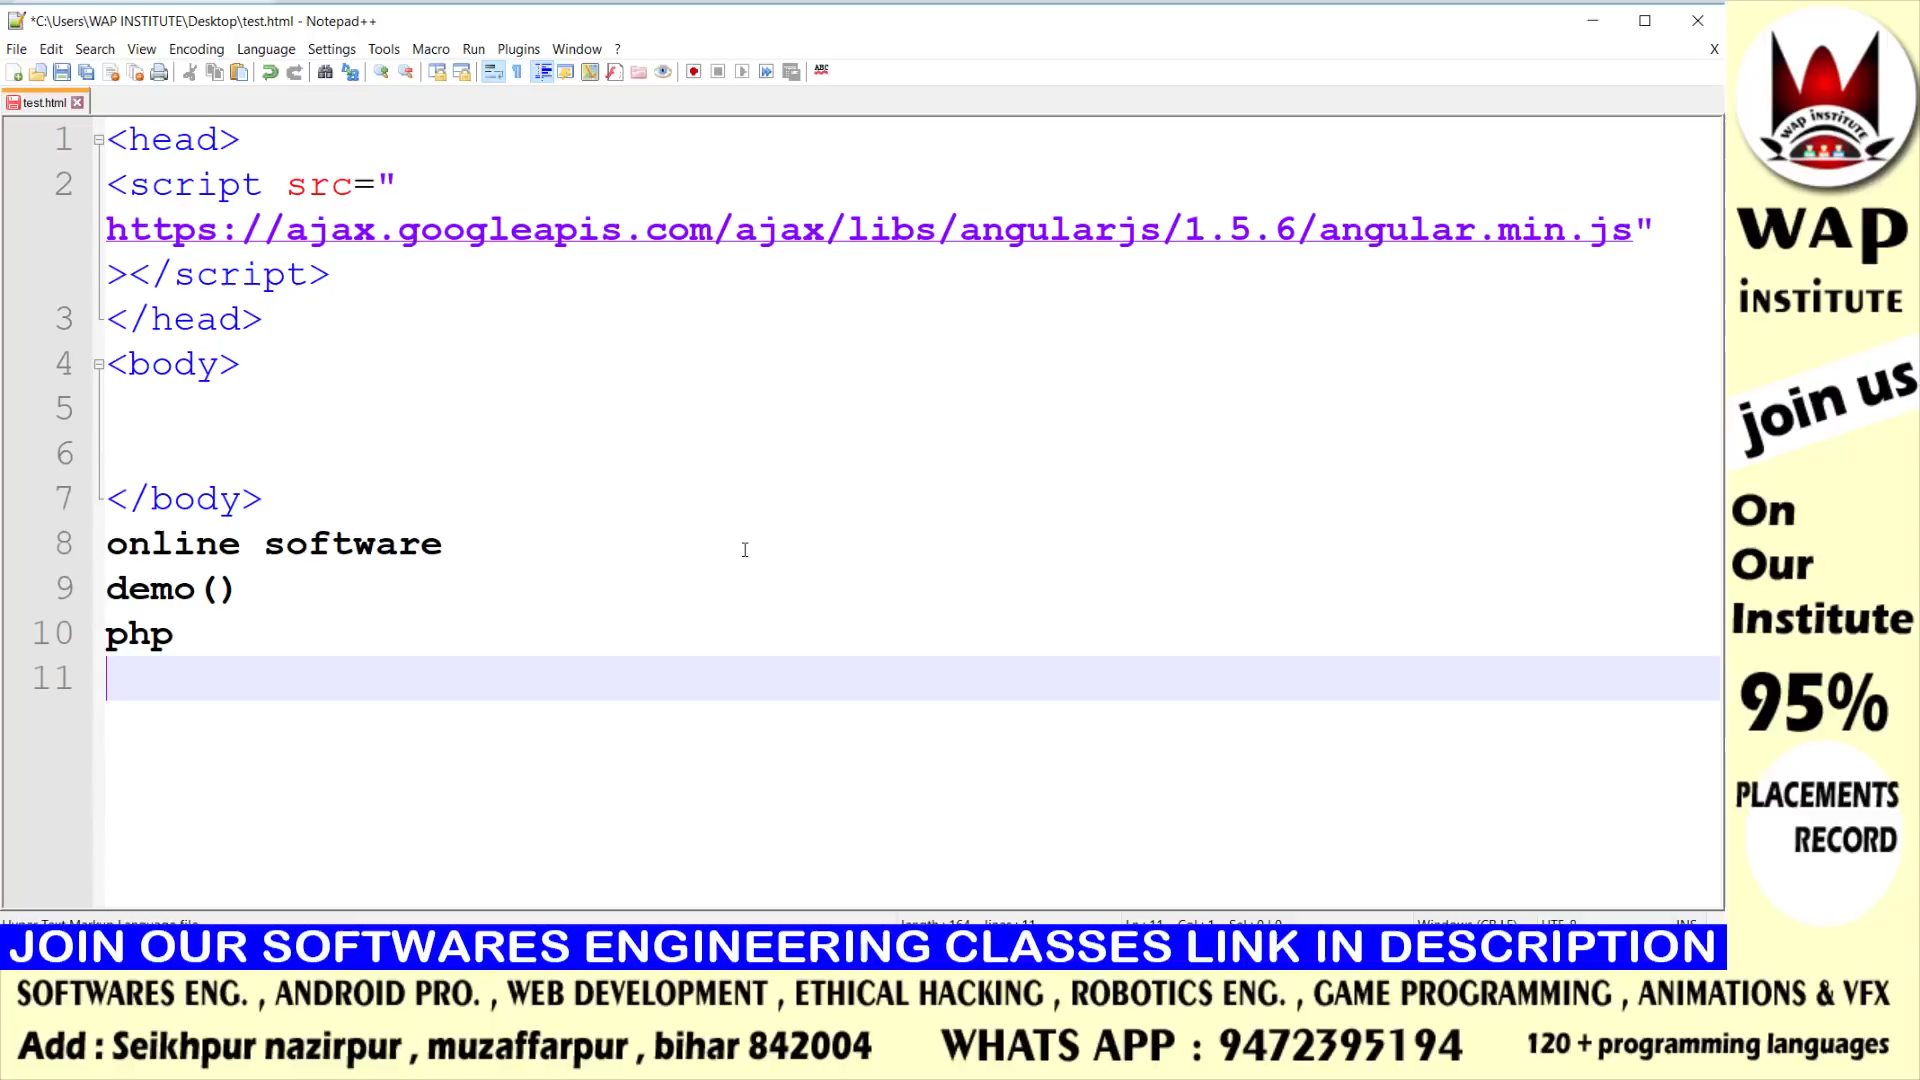 *C:\Users\WAP INSTITUTE\Desktop\test.html - Notepad++
File Edit Search View Encoding Language Settings Tools Macro Run Plugins Window ? X
test.html
1 <head>
2 <script src="
https://ajax.googleapis.com/ajax/libs/angularjs/1.5.6/angular.min.js"
></script>
3 </head>
4 <body>
5
6
7 </body>
8 online software
9 demo()
10 php
11
WAP INSTITUTE
WAP
INSTITUTE
join us
On
Our
Institute
95%
PLACEMENTS
RECORD
JOIN OUR SOFTWARES ENGINEERING CLASSES LINK IN DESCRIPTION
SOFTWARES ENG. , ANDROID PRO. , WEB DEVELOPMENT , ETHICAL HACKING , ROBOTICS ENG. , GAME PROGRAMMING , ANIMATIONS & VFX
Add : Seikhpur nazirpur , muzaffarpur , bihar 842004 WHATS APP : 9472395194 120 + programming languages